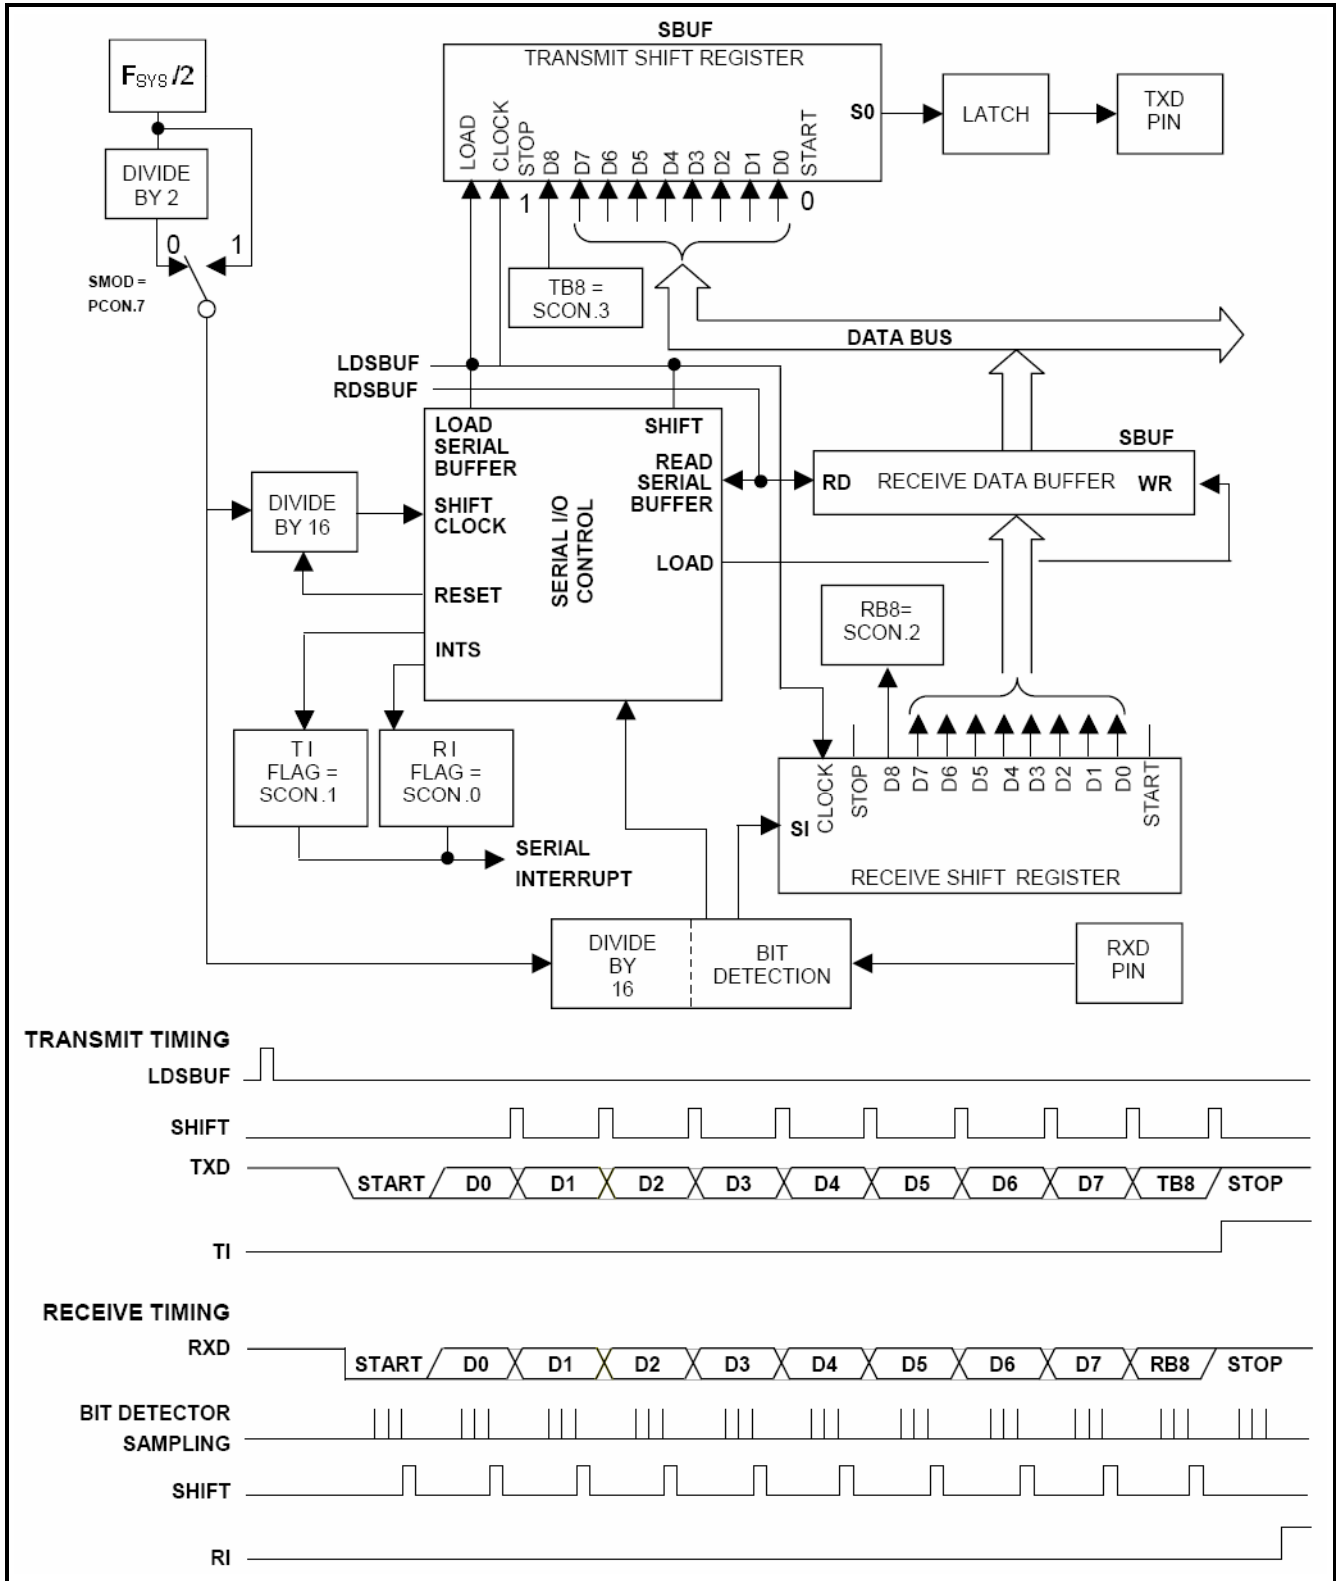 SBUF
TRANSMIT SHIFT REGISTER
LOAD
CLOCK
STOP
D8
D7
D6
D5
D4
D3
D2
D1
D0
START
S0
LATCH
TXD
PIN
1
0
F SYS /2
DIVIDE
BY 2
0
1
SMOD =
PCON.7
TB8 =
SCON.3
DATA BUS
LDSBUF
RDSBUF
LOAD
SERIAL
BUFFER
SHIFT
READ
SERIAL
BUFFER
SHIFT
CLOCK
SERIAL I/O
CONTROL
LOAD
RESET
INTS
DIVIDE
BY 16
SBUF
RD
RECEIVE DATA BUFFER
WR
RB8=
SCON.2
T I
FLAG =
SCON.1
R I
FLAG =
SCON.0
SERIAL
INTERRUPT
CLOCK
STOP
D8
D7
D6
D5
D4
D3
D2
D1
D0
START
SI
RECEIVE SHIFT REGISTER
DIVIDE
BY
16
BIT
DETECTION
RXD
PIN
TRANSMIT TIMING
LDSBUF
SHIFT
TXD START D0 D1 D2 D3 D4 D5 D6 D7 TB8 STOP
TI
RECEIVE TIMING
RXD START D0 D1 D2 D3 D4 D5 D6 D7 RB8 STOP
BIT DETECTOR
SAMPLING
SHIFT
RI